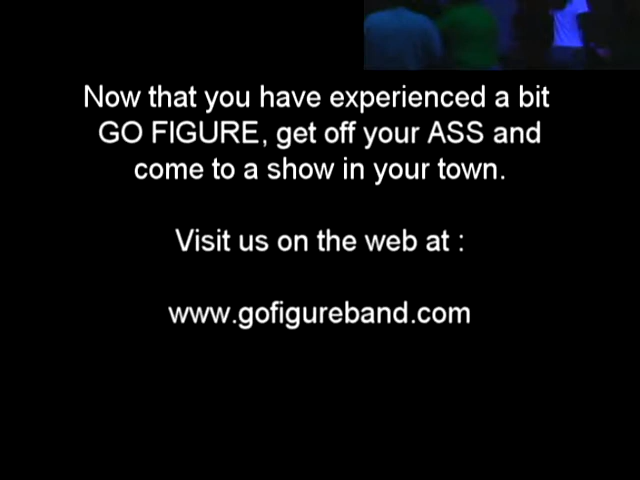 Now that you have experienced a bit
GO FIGURE, get off your ASS and
come to a show in your town.
Visit us on the web at :
www.gofigureband.com